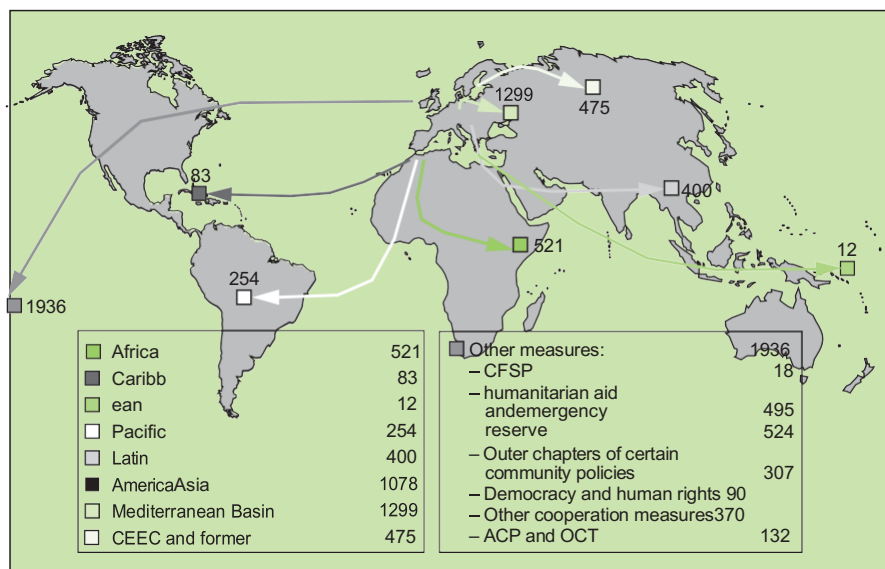 1299
475
83
400
521
12
254
1936
Africa 521
Caribb 83
ean 12
Pacific 254
Latin 400
AmericaAsia 1078
Mediterranean Basin 1299
CEEC and former 475
Other measures: 1936
– CFSP 18
– humanitarian aid
andemergency 495
reserve 524
– Outer chapters of certain
community policies 307
– Democracy and human rights 90
– Other cooperation measures370
– ACP and OCT 132